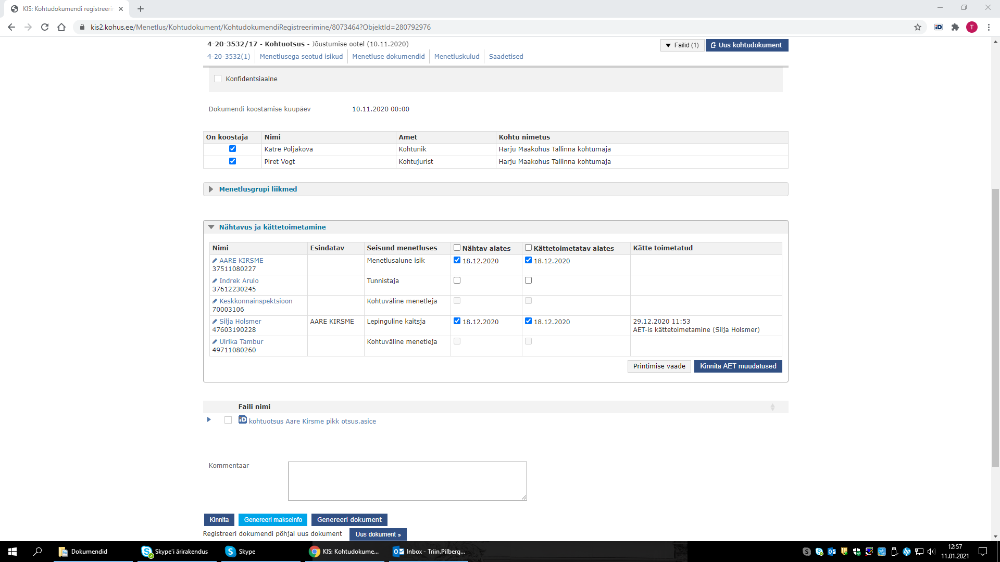 KIS: Kohtudokumendi registreeri
kis2.kohus.ee/Menetlus/Kohtudokument/KohtudokumendiRegistreerimine/8073464?ObjektId=280792976
T
4-20-3532/17 - Kohtuotsus - Jõustumise ootel (10.11.2020)
Failid (1)
Uus kohtudokument
4-20-3532(1)
Menetlusega seotud isikud
Menetluse dokumendid
Menetluskulud
Saadetised
Konfidentsiaalne
Dokumendi koostamise kuupäev 10.11.2020 00:00
On koostaja Nimi Amet Kohtu nimetus
Katre Poljakova Kohtunik Harju Maakohus Tallinna kohtumaja
Piret Vogt Kohtujurist Harju Maakohus Tallinna kohtumaja
Menetlusgrupi liikmed
Nähtavus ja kättetoimetamine
Nimi Esindatav Seisund menetluses Nähtav alates Kättetoimetatav alates Kätte toimetatud
AARE KIRSME Menetlusalune isik 18.12.2020 18.12.2020
37511080227
Indrek Arulo Tunnistaja
37612230245
Keskkonnainspektsioon Kohtuväline menetleja
70003106
Silja Holsmer AARE KIRSME Lepinguline kaitsja 18.12.2020 18.12.2020 29.12.2020 11:53
47603190228 AET-is kättetoimetamine (Silja Holsmer)
Ulrika Tambur Kohtuväline menetleja
49711080260
Printimise vaade
Kinnita AET muudatused
Faili nimi
iD kohtuotsus Aare Kirsme pikk otsus.asice
Kommentaar
Kinnita
Genereeri makseinfo
Genereeri dokument
Registreeri dokumendi põhjal uus dokument
Uus dokument »
Dokumendid
Skype'i ärirakendus
Skype
KIS: Kohtudokume...
Inbox - Triin.Pilberg...
12:57
11.01.2021